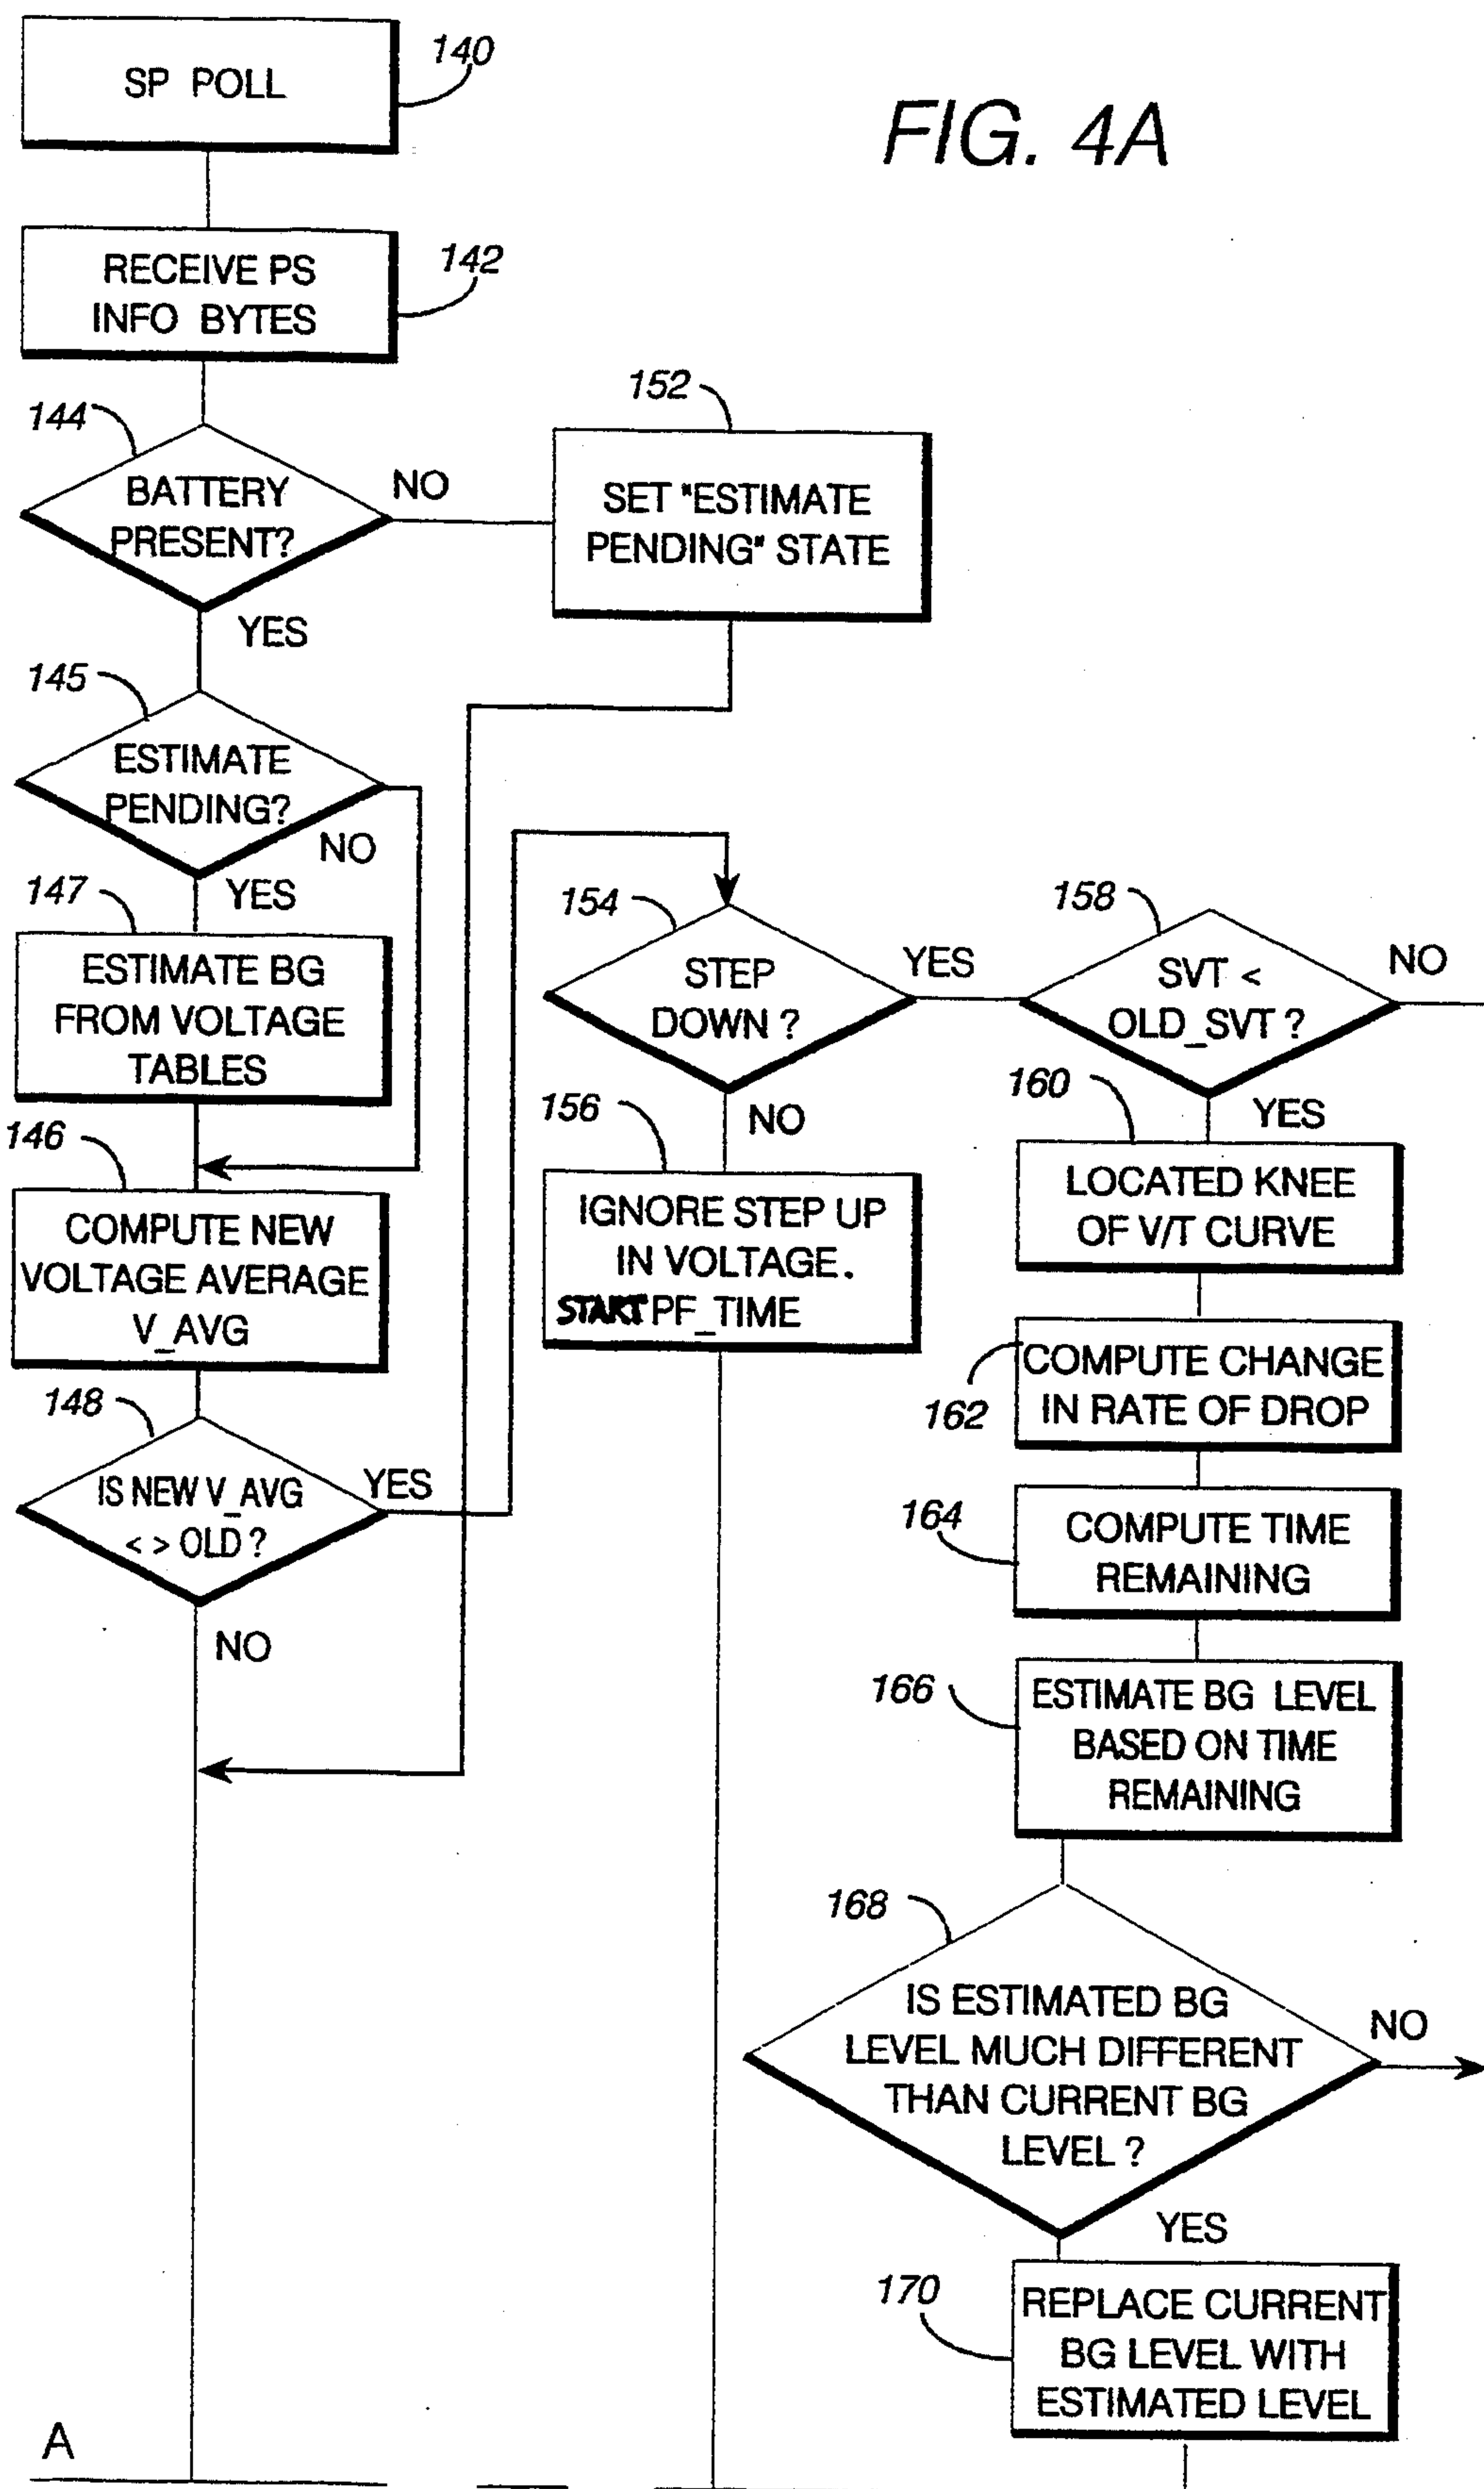 FIG. 4A
140
SP POLL
142
RECEIVE PS
INFO BYTES
144
BATTERY
PRESENT?
NO
YES
152
SET "ESTIMATE
PENDING" STATE
145
ESTIMATE
PENDING?
NO
YES
147
ESTIMATE BG
FROM VOLTAGE
TABLES
146
COMPUTE NEW
VOLTAGE AVERAGE
V_AVG
148
IS NEW V_AVG
< > OLD ?
YES
NO
154
STEP
DOWN ?
YES
NO
156
IGNORE STEP UP
IN VOLTAGE.
START PF_TIME
158
SVT <
OLD_SVT ?
NO
YES
160
LOCATED KNEE
OF V/T CURVE
162
COMPUTE CHANGE
IN RATE OF DROP
164
COMPUTE TIME
REMAINING
166
ESTIMATE BG LEVEL
BASED ON TIME
REMAINING
168
IS ESTIMATED BG
LEVEL MUCH DIFFERENT
THAN CURRENT BG
LEVEL ?
NO
YES
170
REPLACE CURRENT
BG LEVEL WITH
ESTIMATED LEVEL
A